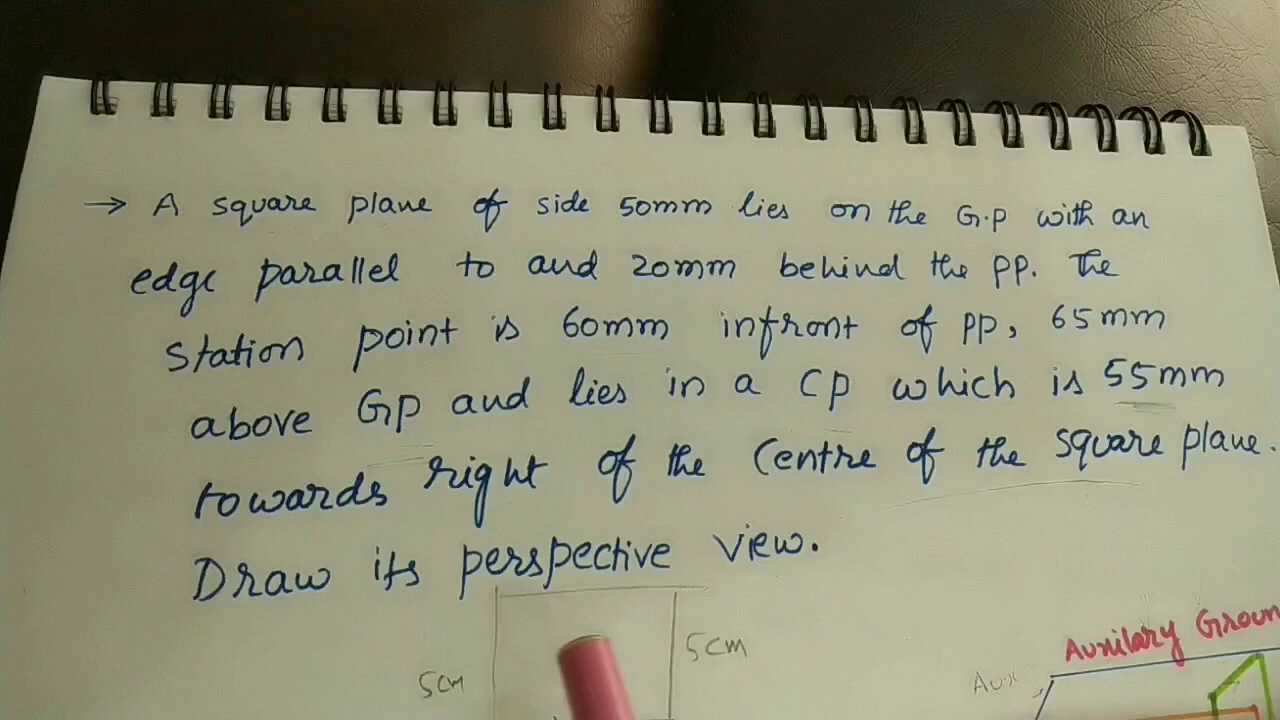 → A square plane of side 50mm lies on the G.P with an
edge parallel to and 20mm behind the PP. The
station point is 60mm infront of PP, 65mm
above GP and lies in a CP which is 55mm
towards right of the Centre of the square plane.
Draw its perspective view.
5cm
5cm
Auxilary Groun
Aux